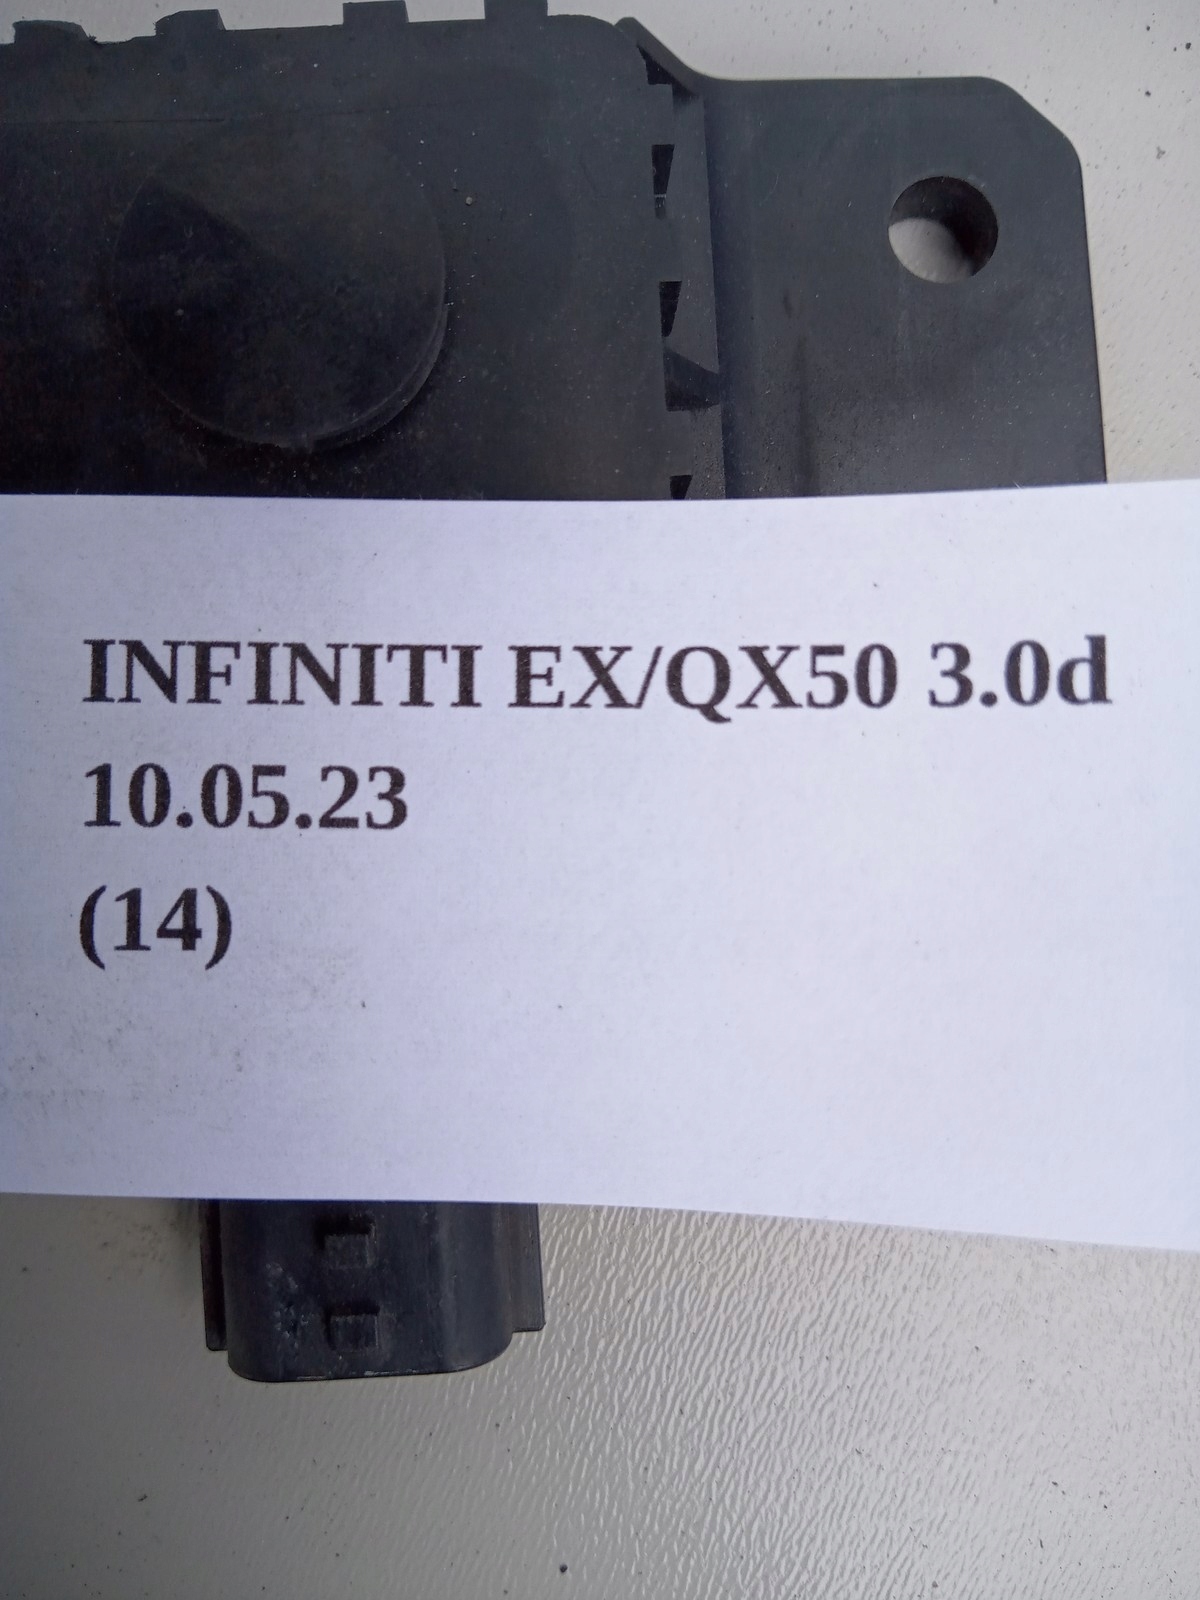 INFINITI EX/QX50 3.0d
10.05.23
(14)